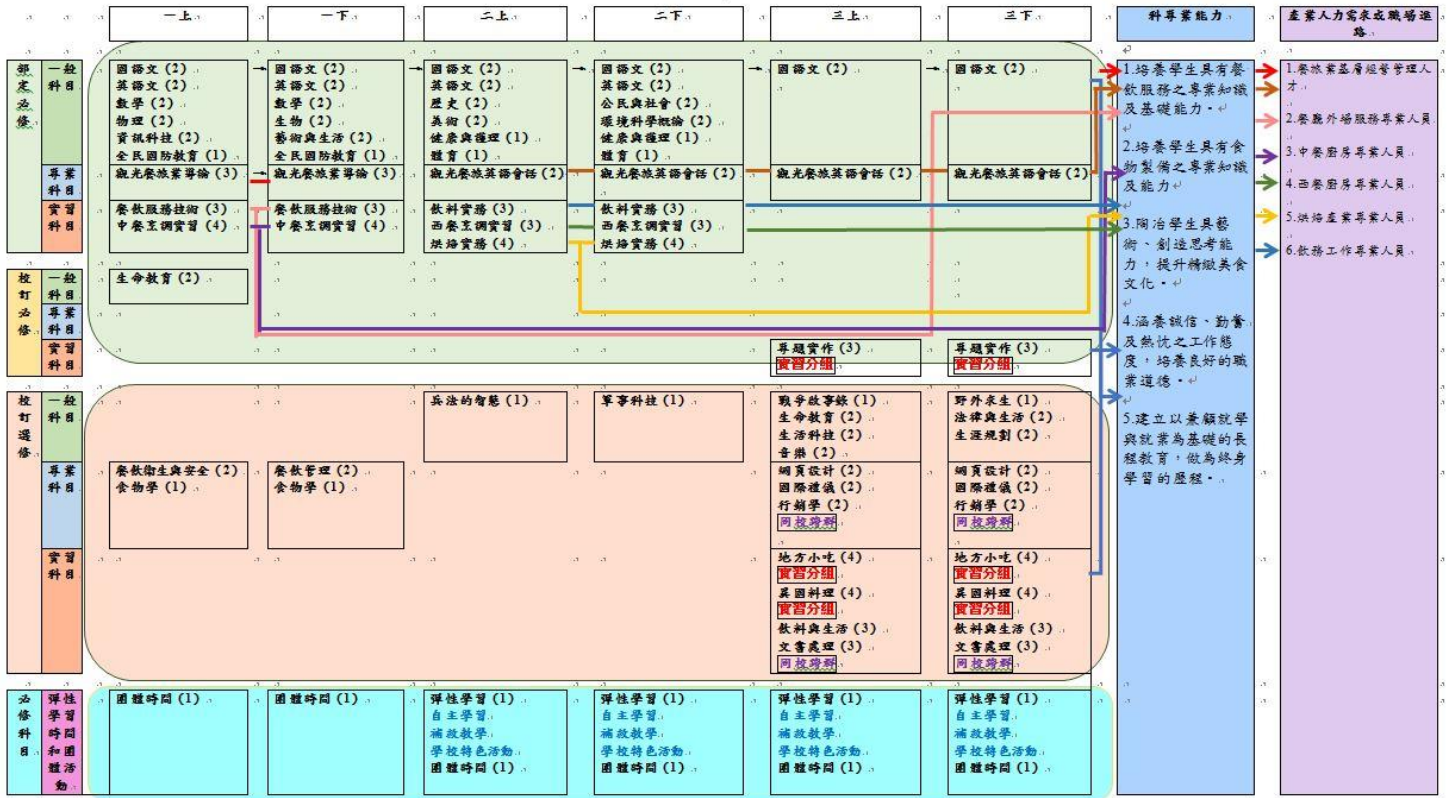 一上
一下
二上
二下
三上
三下
科專業能力
產業人力需求或職場進路
部定必修
一般科目
國語文 (2)
英語文 (2)
數學 (2)
物理 (2)
資訊科技 (2)
全民國防教育 (1)
國語文 (2)
英語文 (2)
數學 (2)
生物 (2)
藝術與生活 (2)
全民國防教育 (1)
國語文 (2)
英語文 (2)
歷史 (2)
美術 (2)
健康與護理 (1)
體育 (1)
國語文 (2)
英語文 (2)
公民與社會 (2)
環境科學概論 (2)
健康與護理 (1)
體育 (1)
國語文 (2)
國語文 (2)
專業科目
觀光餐旅業導論 (3)
觀光餐旅業導論 (3)
觀光餐旅英語會話 (2)
觀光餐旅英語會話 (2)
觀光餐旅英語會話 (2)
觀光餐旅英語會話 (2)
實習科目
餐飲服務技術 (3)
中餐烹調實習 (4)
餐飲服務技術 (3)
中餐烹調實習 (4)
飲料實務 (3)
西餐烹調實習 (3)
烘焙實務 (4)
飲料實務 (3)
西餐烹調實習 (3)
烘焙實務 (4)
校訂必修
一般科目
生命教育 (2)
專業科目
實習科目
專題實作 (3)
實習分組
專題實作 (3)
實習分組
校訂選修
一般科目
兵法的智慧 (1)
軍事科技 (1)
戰爭啟事錄 (1)
生命教育 (2)
生活科技 (2)
音樂 (2)
野外求生 (1)
法律與生活 (2)
生涯規劃 (2)
專業科目
餐飲衛生與安全 (2)
食物學 (1)
餐飲管理 (2)
食物學 (1)
網頁設計 (2)
國際禮儀 (2)
行銷學 (2)
同校跨群
網頁設計 (2)
國際禮儀 (2)
行銷學 (2)
同校跨群
實習科目
地方小吃 (4)
實習分組
異國料理 (4)
實習分組
飲料與生活 (3)
文書處理 (3)
同校跨群
地方小吃 (4)
實習分組
異國料理 (4)
實習分組
飲料與生活 (3)
文書處理 (3)
同校跨群
必修科目
彈性學習時間和團體活動
團體時間 (1)
團體時間 (1)
彈性學習 (1)
自主學習
補救教學
學校特色活動
團體時間 (1)
彈性學習 (1)
自主學習
補救教學
學校特色活動
團體時間 (1)
彈性學習 (1)
自主學習
補救教學
學校特色活動
團體時間 (1)
彈性學習 (1)
自主學習
補救教學
學校特色活動
團體時間 (1)
1.培養學生具有餐
飲服務之專業知識
及基礎能力。
2.培養學生具有食
物製備之專業知識
及能力
3.陶冶學生具藝
術、創造思考能
力，提升精緻美食
文化。
4.涵養誠信、勤奮
及熱忱之工作態
度，培養良好的職
業道德。
5.建立以兼顧就學
與就業為基礎的長
程教育，做為終身
學習的歷程。
1.餐旅業基層經營管理人
才
2.餐廳外場服務專業人員
3.中餐廚房專業人員
4.西餐廚房專業人員
5.烘焙產業專業人員
6.飲務工作專業人員